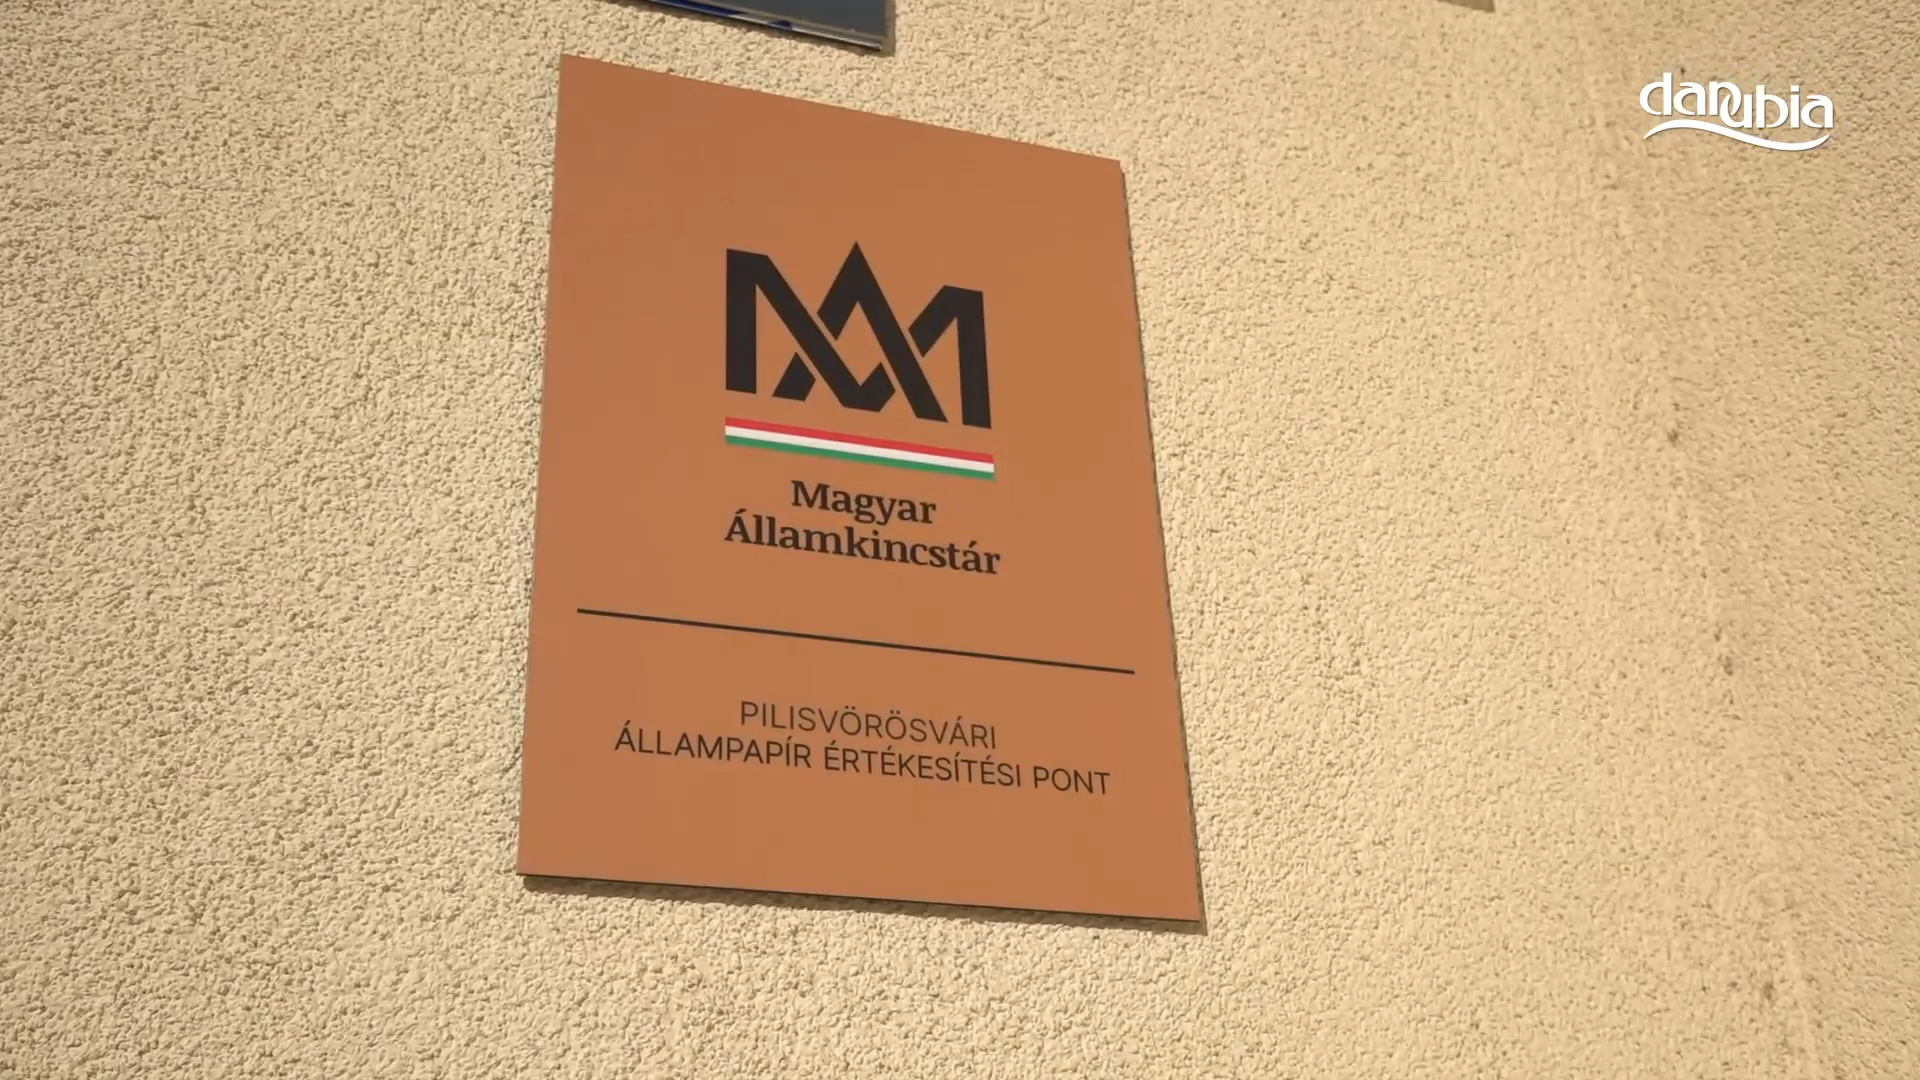 danubia
Magyar
Államkincstár
PILISVÖRÖSVÁRI
ÁLLAMPAPÍR ÉRTÉKESÍTÉSI PONT